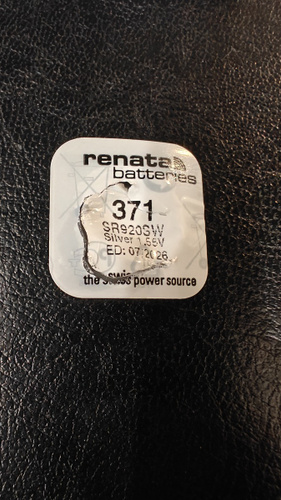 renata
batteries
371
SR920SW
Silver 1.55V
ED: 07.2026
the swiss power source